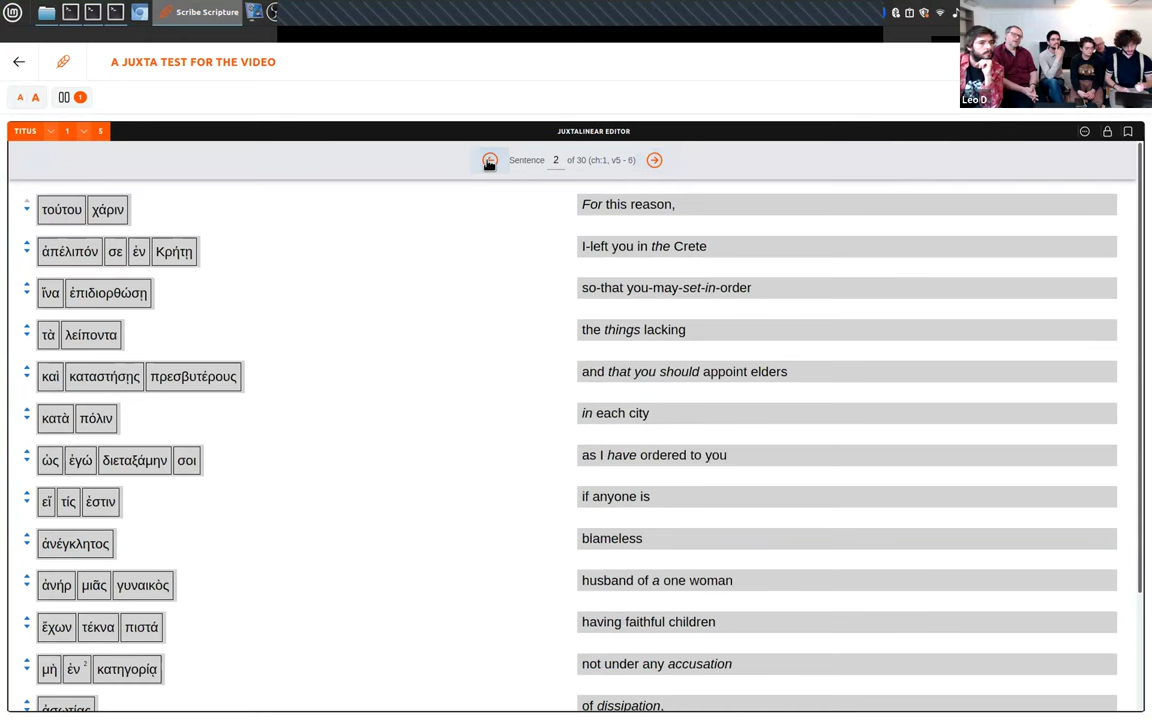 Scribe Scripture
A JUXTA TEST FOR THE VIDEO
A A 1
Leo D
TITUS 1 5 JUXTALINEAR EDITOR
Sentence 2 of 30 (ch:1, v5 - 6)
τούτου χάριν For this reason,
ἀπέλιπόν σε ἐν Κρήτῃ I-left you in the Crete
ἵνα ἐπιδιορθώσῃ so-that you-may-set-in-order
τὰ λείποντα the things lacking
καὶ καταστήσῃς πρεσβυτέρους and that you should appoint elders
κατὰ πόλιν in each city
ὡς ἐγώ διεταξάμην σοι as I have ordered to you
εἴ τίς ἐστιν if anyone is
ἀνέγκλητος blameless
ἀνήρ μιᾶς γυναικὸς husband of a one woman
ἔχων τέκνα πιστά having faithful children
μὴ ἐν 2 κατηγορίᾳ not under any accusation
ἀσωτίας of dissipation,